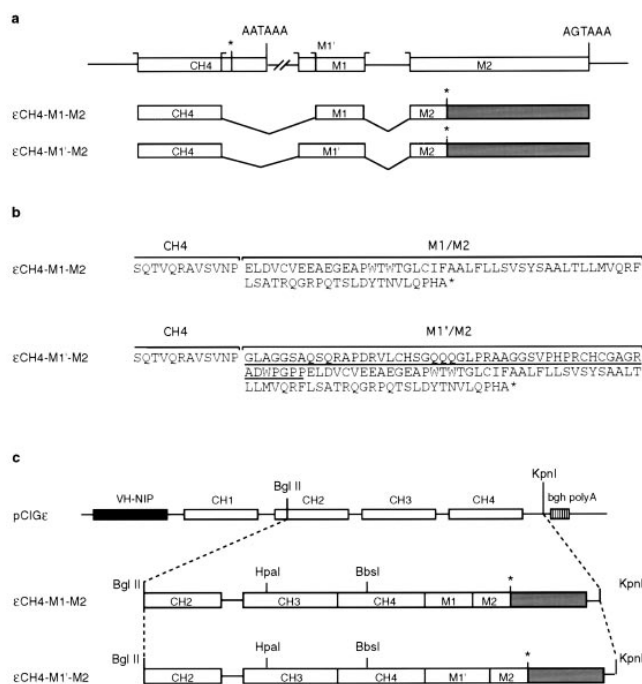 a
AATAAA
AGTAAA
*
M1'
CH4
M1
M2
εCH4-M1-M2
CH4
M1
M2
*
εCH4-M1'-M2
CH4
M1'
M2
*
b
CH4
M1/M2
εCH4-M1-M2
SQTVQRAVSVNP ELDVCVEEAEGEAPWTWTGLCIFAALFLLSVSYSAALTLLMVQRF
LSATRQGRPQTSLDYTNVLQPHA*
CH4
M1'/M2
εCH4-M1'-M2
SQTVQRAVSVNP GLAGGSAQSQRAPDRVLCHSGQQQGLPRAAGGSVPHPRCHCGAGR
ADWPGPPELDVCVEEAEGEAPWTWTGLCIFAALFLLSVSYSAALT
LLMVQRFLSATRQGRPQTSLDYTNVLQPHA*
c
Bgl II
KpnI
VH-NIP
CH1
CH2
CH3
CH4
bgh polyA
pCIGε
Bgl II
HpaI
BbsI
*
KpnI
εCH4-M1-M2
CH2
CH3
CH4
M1
M2
Bgl II
HpaI
BbsI
*
KpnI
εCH4-M1'-M2
CH2
CH3
CH4
M1'
M2